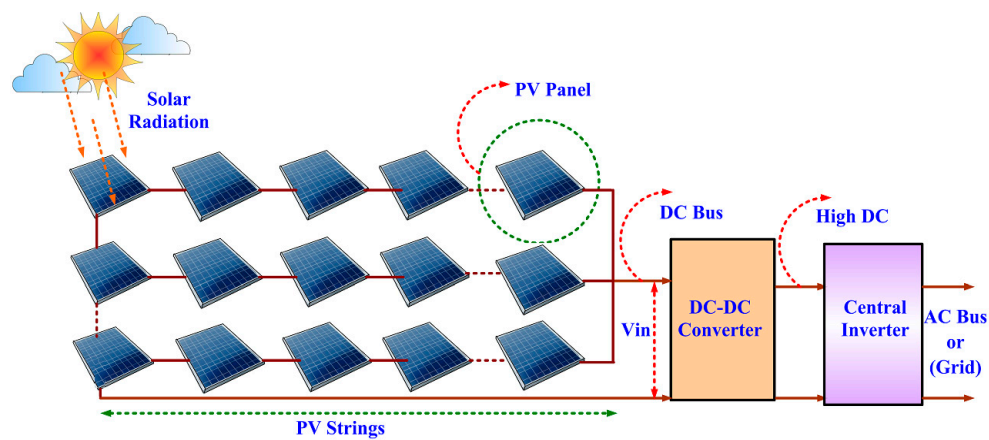 Solar
Radiation
PV Panel
DC Bus
High DC
DC-DC
Converter
Central
Inverter
Vin
AC Bus
or
(Grid)
PV Strings